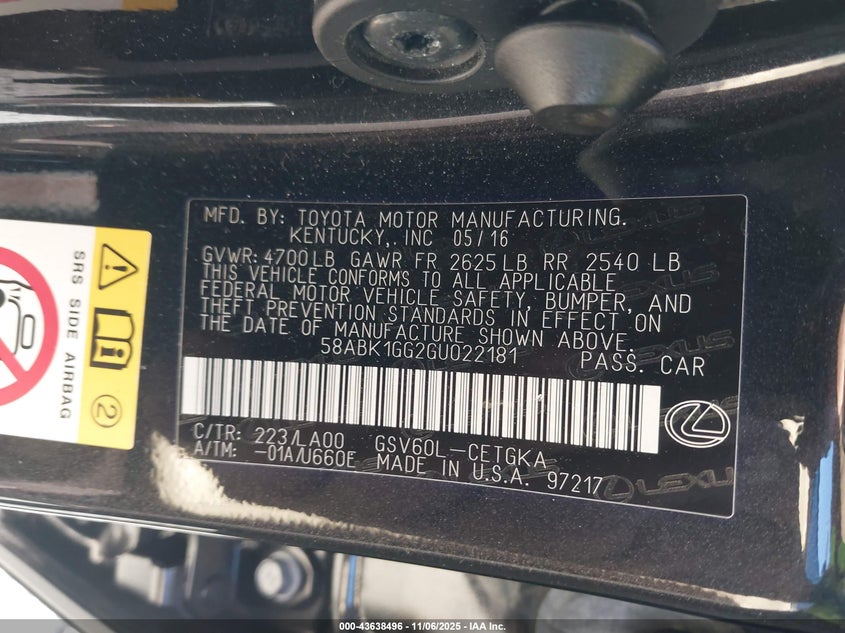 MFD. BY: TOYOTA MOTOR MANUFACTURING.
KENTUCKY, INC 05/16
GVWR: 4700LB GAWR FR 2625LB RR 2540 LB
THIS VEHICLE CONFORMS TO ALL APPLICABLE
FEDERAL MOTOR VEHICLE SAFETY, BUMPER, AND
THEFT PREVENTION STANDARDS IN EFFECT ON
THE DATE OF MANUFACTURE SHOWN ABOVE.
58ABK1GG2GU022181 PASS. CAR
C/TR: 223/LA00 GSV60L-CETGKA
A/TM: -01A/U660E MADE IN U.S.A. 97217
LEXUS
SRS SIDE AIRBAG
2
000-43638496 - 11/06/2025 - IAA Inc.